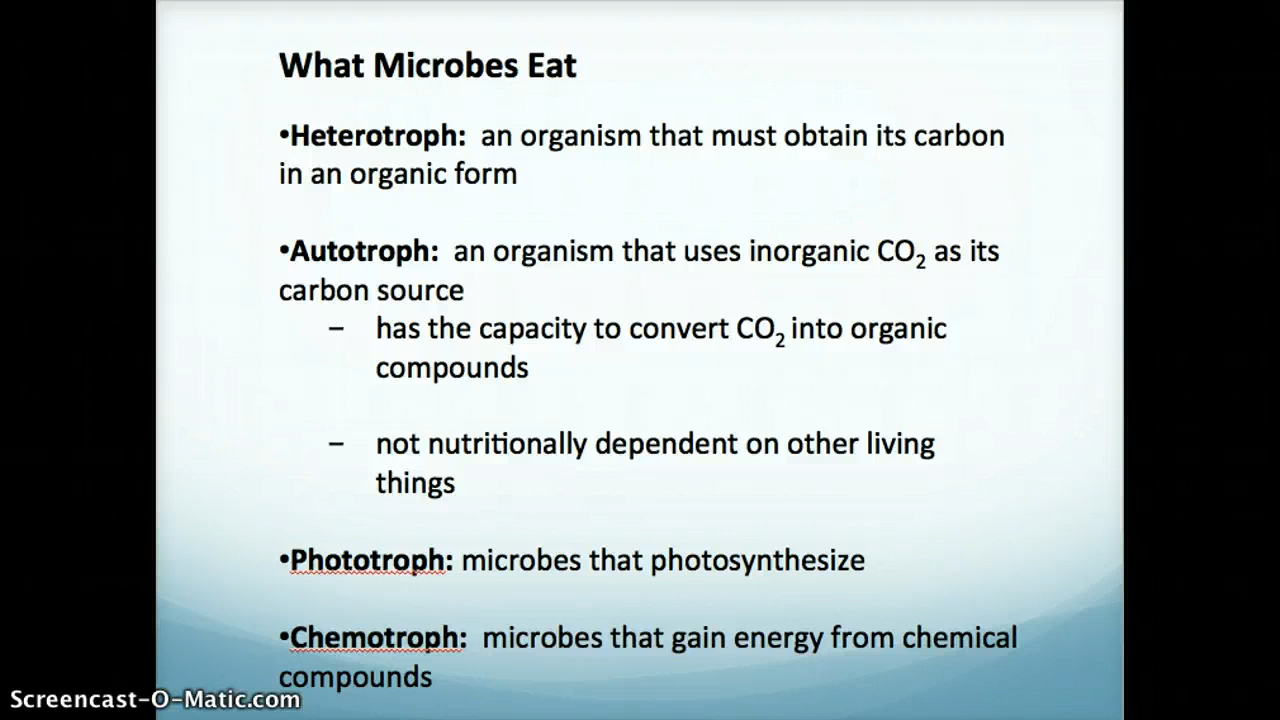 What Microbes Eat
•Heterotroph: an organism that must obtain its carbon
in an organic form
•Autotroph: an organism that uses inorganic CO₂ as its
carbon source
– has the capacity to convert CO₂ into organic
compounds
– not nutritionally dependent on other living
things
•Phototroph: microbes that photosynthesize
•Chemotroph: microbes that gain energy from chemical
compounds
Screencast-O-Matic.com